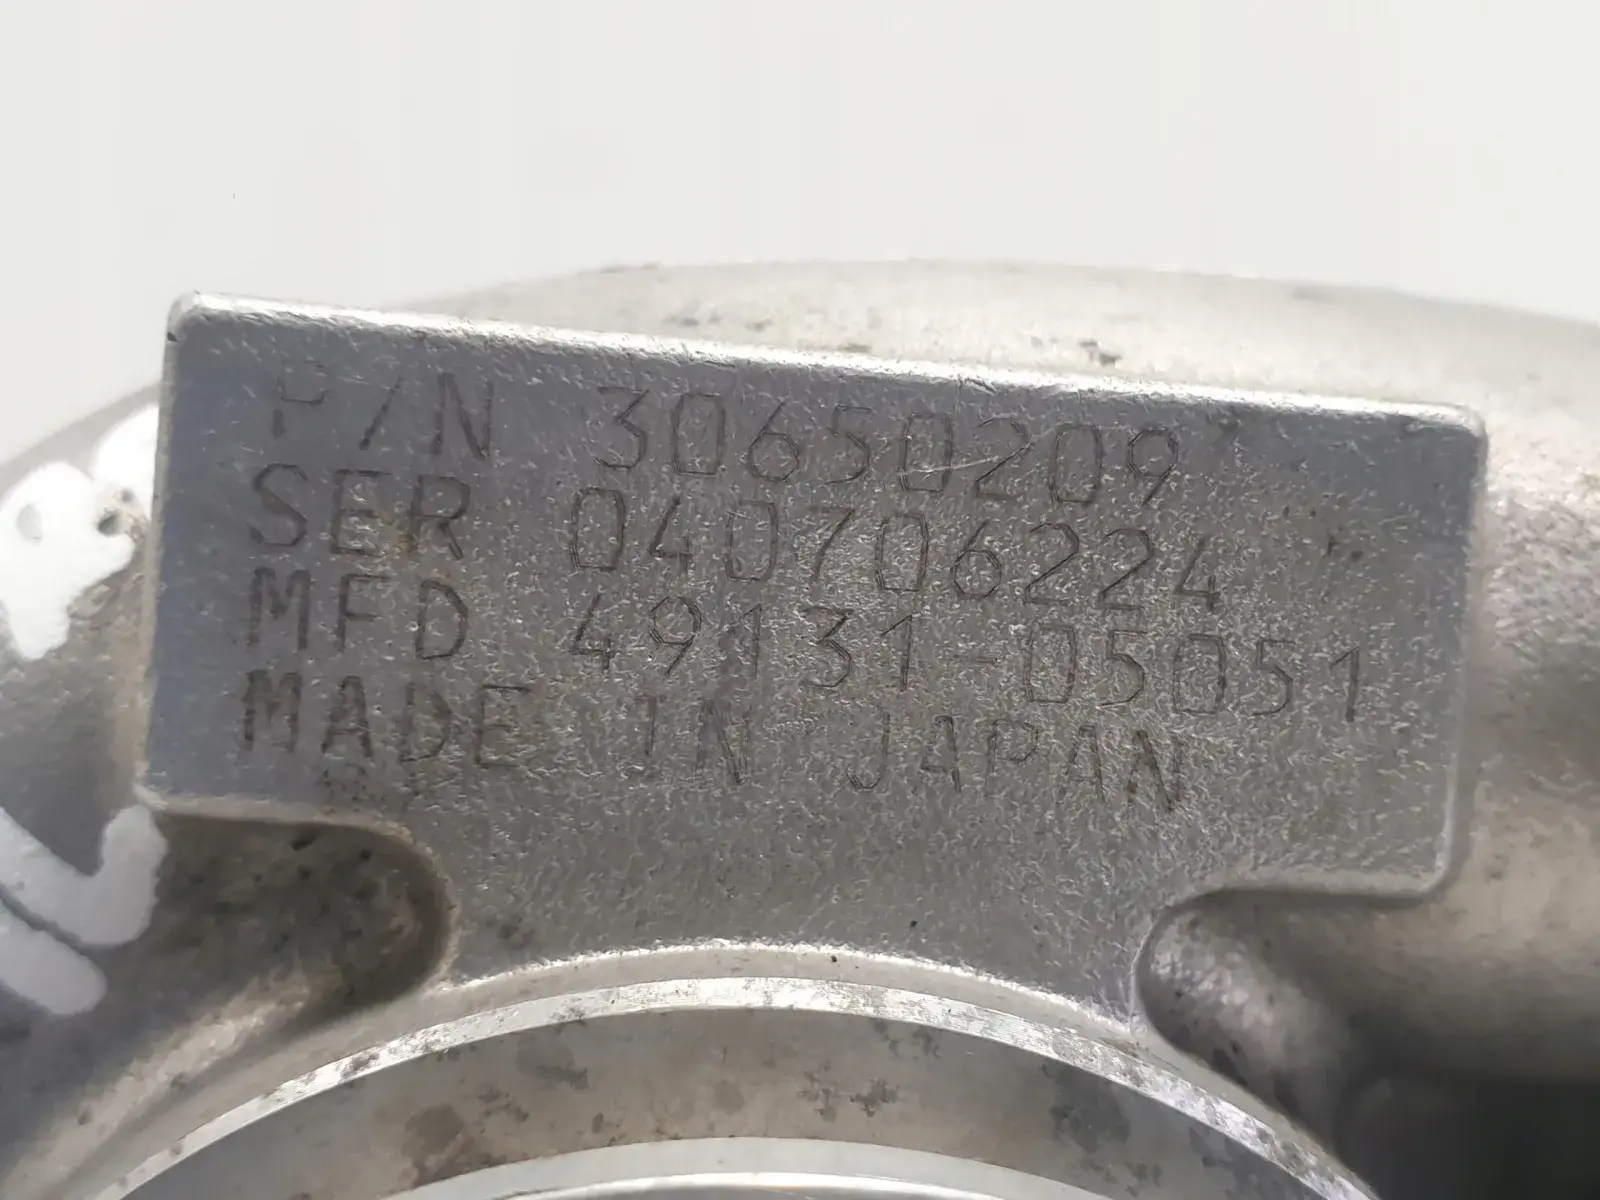 P/N 30650209
SER 040706224
MFD 49131-05051
MADE IN JAPAN